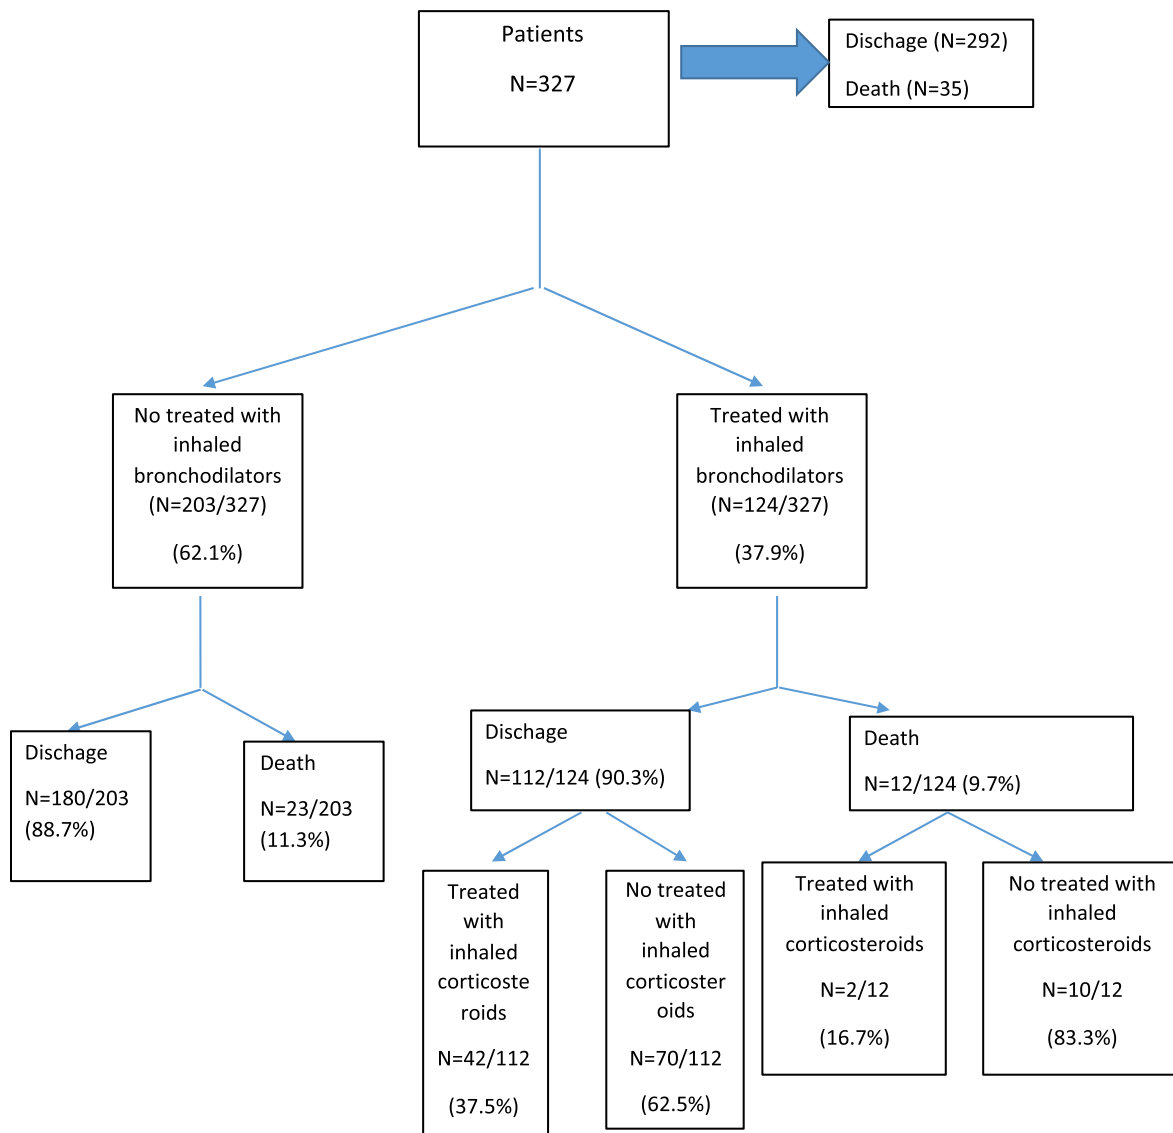 Patients
N=327
Dischage (N=292)
Death (N=35)
No treated with
inhaled
bronchodilators
(N=203/327)
(62.1%)
Treated with
inhaled
bronchodilators
(N=124/327)
(37.9%)
Dischage
N=180/203
(88.7%)
Death
N=23/203
(11.3%)
Dischage
N=112/124 (90.3%)
Death
N=12/124 (9.7%)
Treated
with
inhaled
corticoste
roids
N=42/112
(37.5%)
No treated
with
inhaled
corticoster
oids
N=70/112
(62.5%)
Treated with
inhaled
corticosteroids
N=2/12
(16.7%)
No treated with
inhaled
corticosteroids
N=10/12
(83.3%)